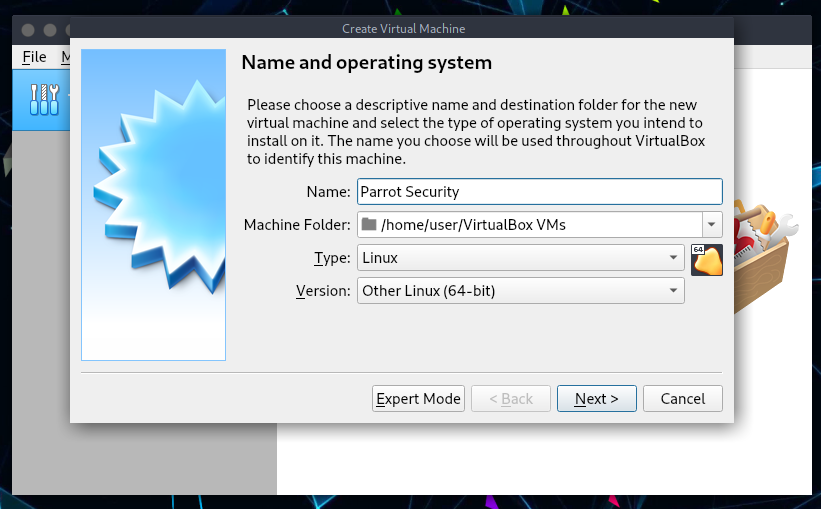 Create Virtual Machine
File M
Name and operating system
Please choose a descriptive name and destination folder for the new
virtual machine and select the type of operating system you intend to
install on it. The name you choose will be used throughout VirtualBox
to identify this machine.
Name: Parrot Security
Machine Folder: /home/user/VirtualBox VMs
Type: Linux 64
Version: Other Linux (64-bit)
Expert Mode < Back Next > Cancel